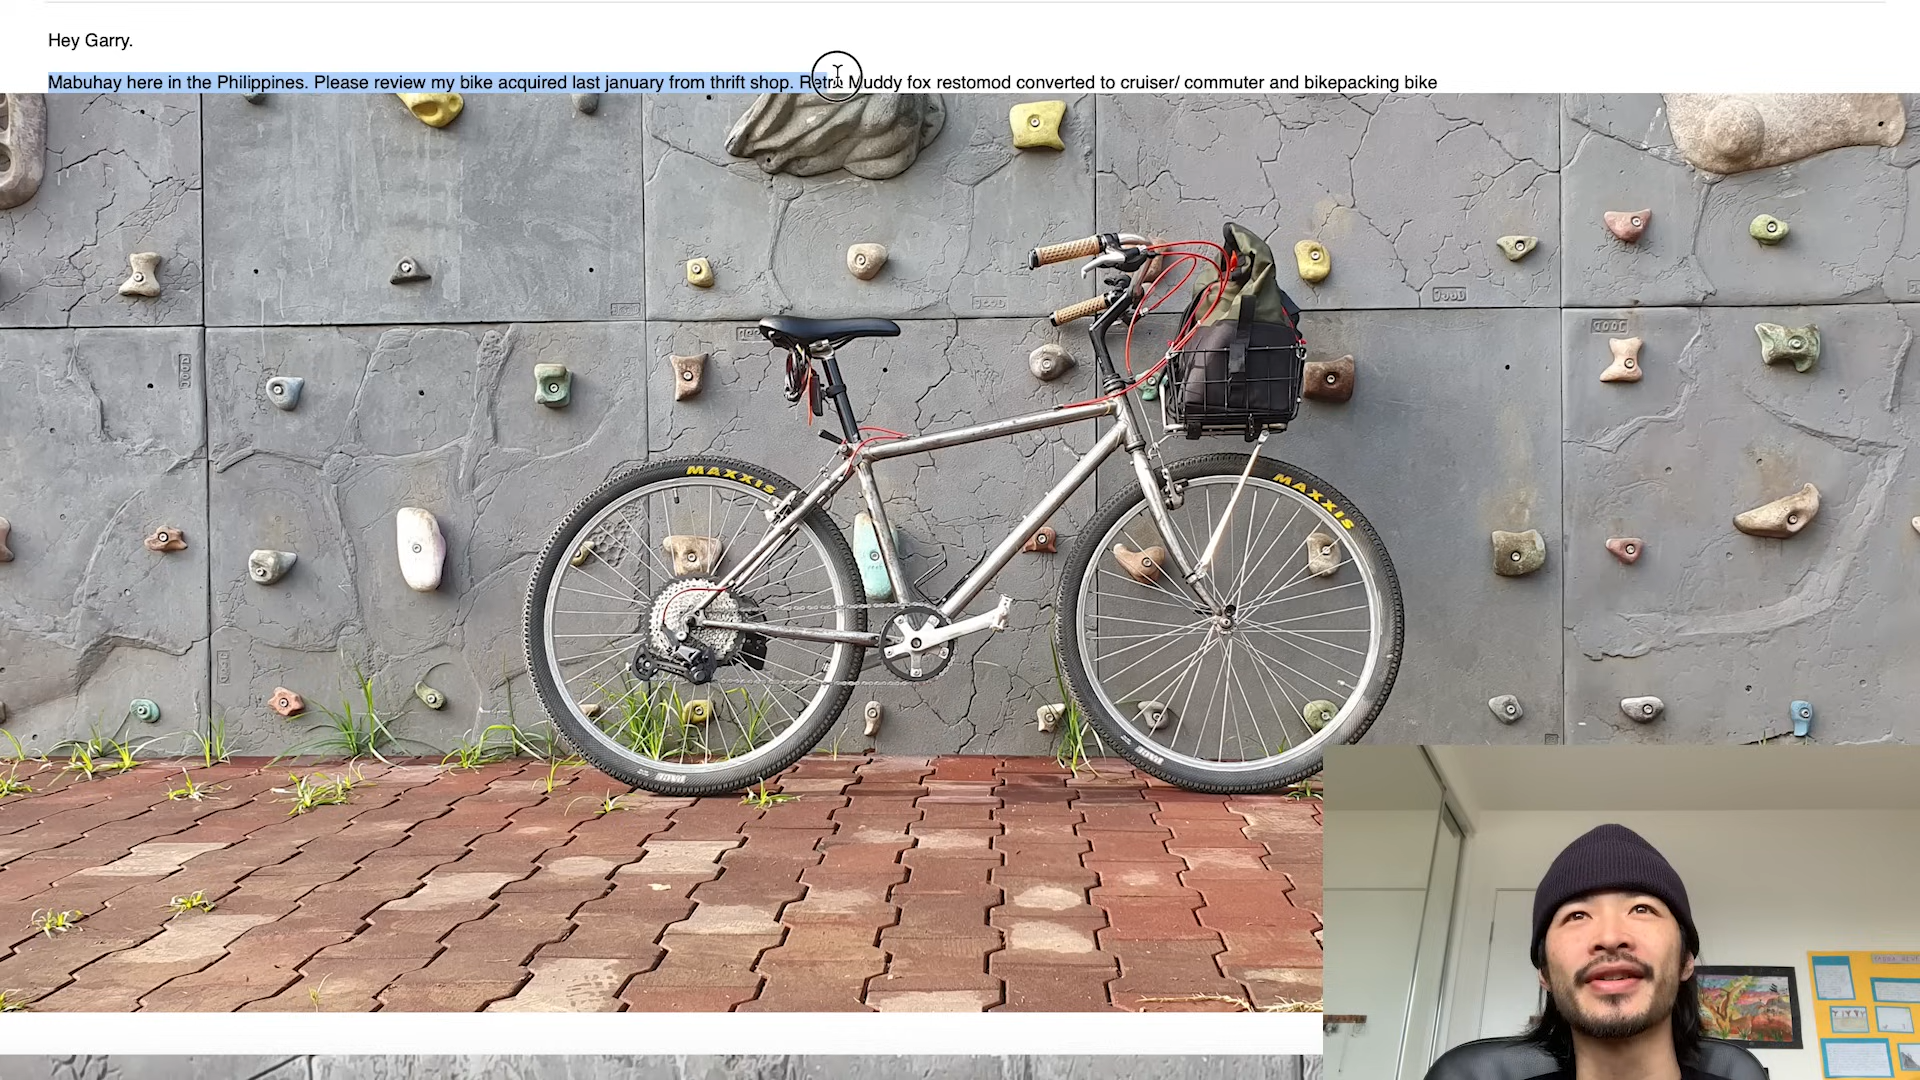 Hey Garry.
Mabuhay here in the Philippines. Please review my bike acquired last january from thrift shop. Retro Muddy fox restomod converted to cruiser/ commuter and bikepacking bike
MAXXIS
MAXXIS